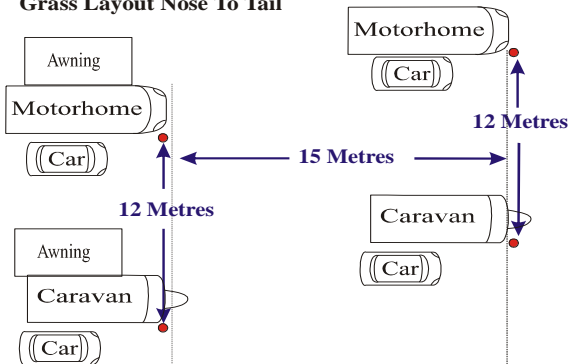 Grass Layout Nose To Tail
Motorhome
Awning
Car
Motorhome
12 Metres
Car
15 Metres
12 Metres
Caravan
Awning
Car
Caravan
Car